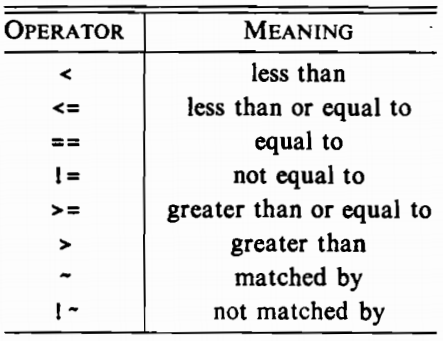 OPERATOR MEANING
< less than
<= less than or equal to
== equal to
!= not equal to
>= greater than or equal to
> greater than
~ matched by
!~ not matched by